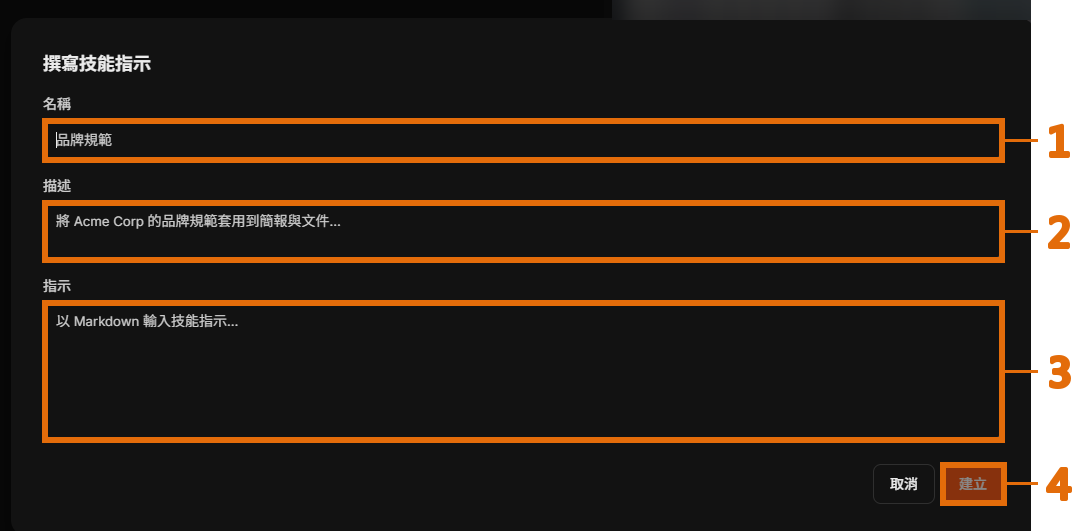 撰寫技能指示
名稱
品牌規範
1
描述
將 Acme Corp 的品牌規範套用到簡報與文件...
2
指示
以 Markdown 輸入技能指示...
3
取消
建立
4